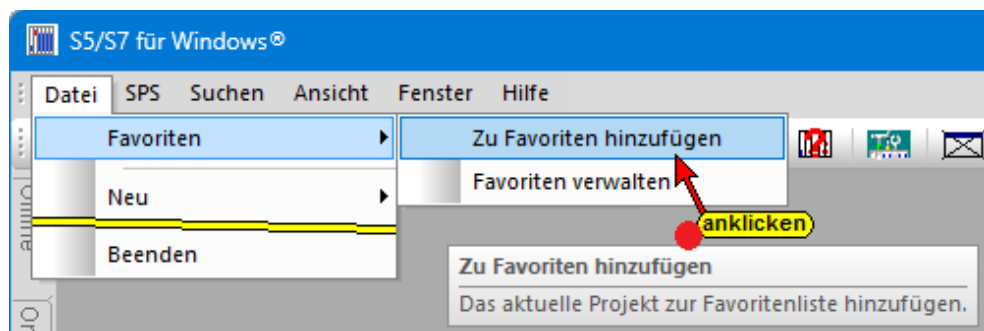 S5/S7 für Windows®
Datei SPS Suchen Ansicht Fenster Hilfe
Favoriten
Zu Favoriten hinzufügen
Favoriten verwalten
Neu
anklicken
Beenden
Zu Favoriten hinzufügen
Das aktuelle Projekt zur Favoritenliste hinzufügen.
Online